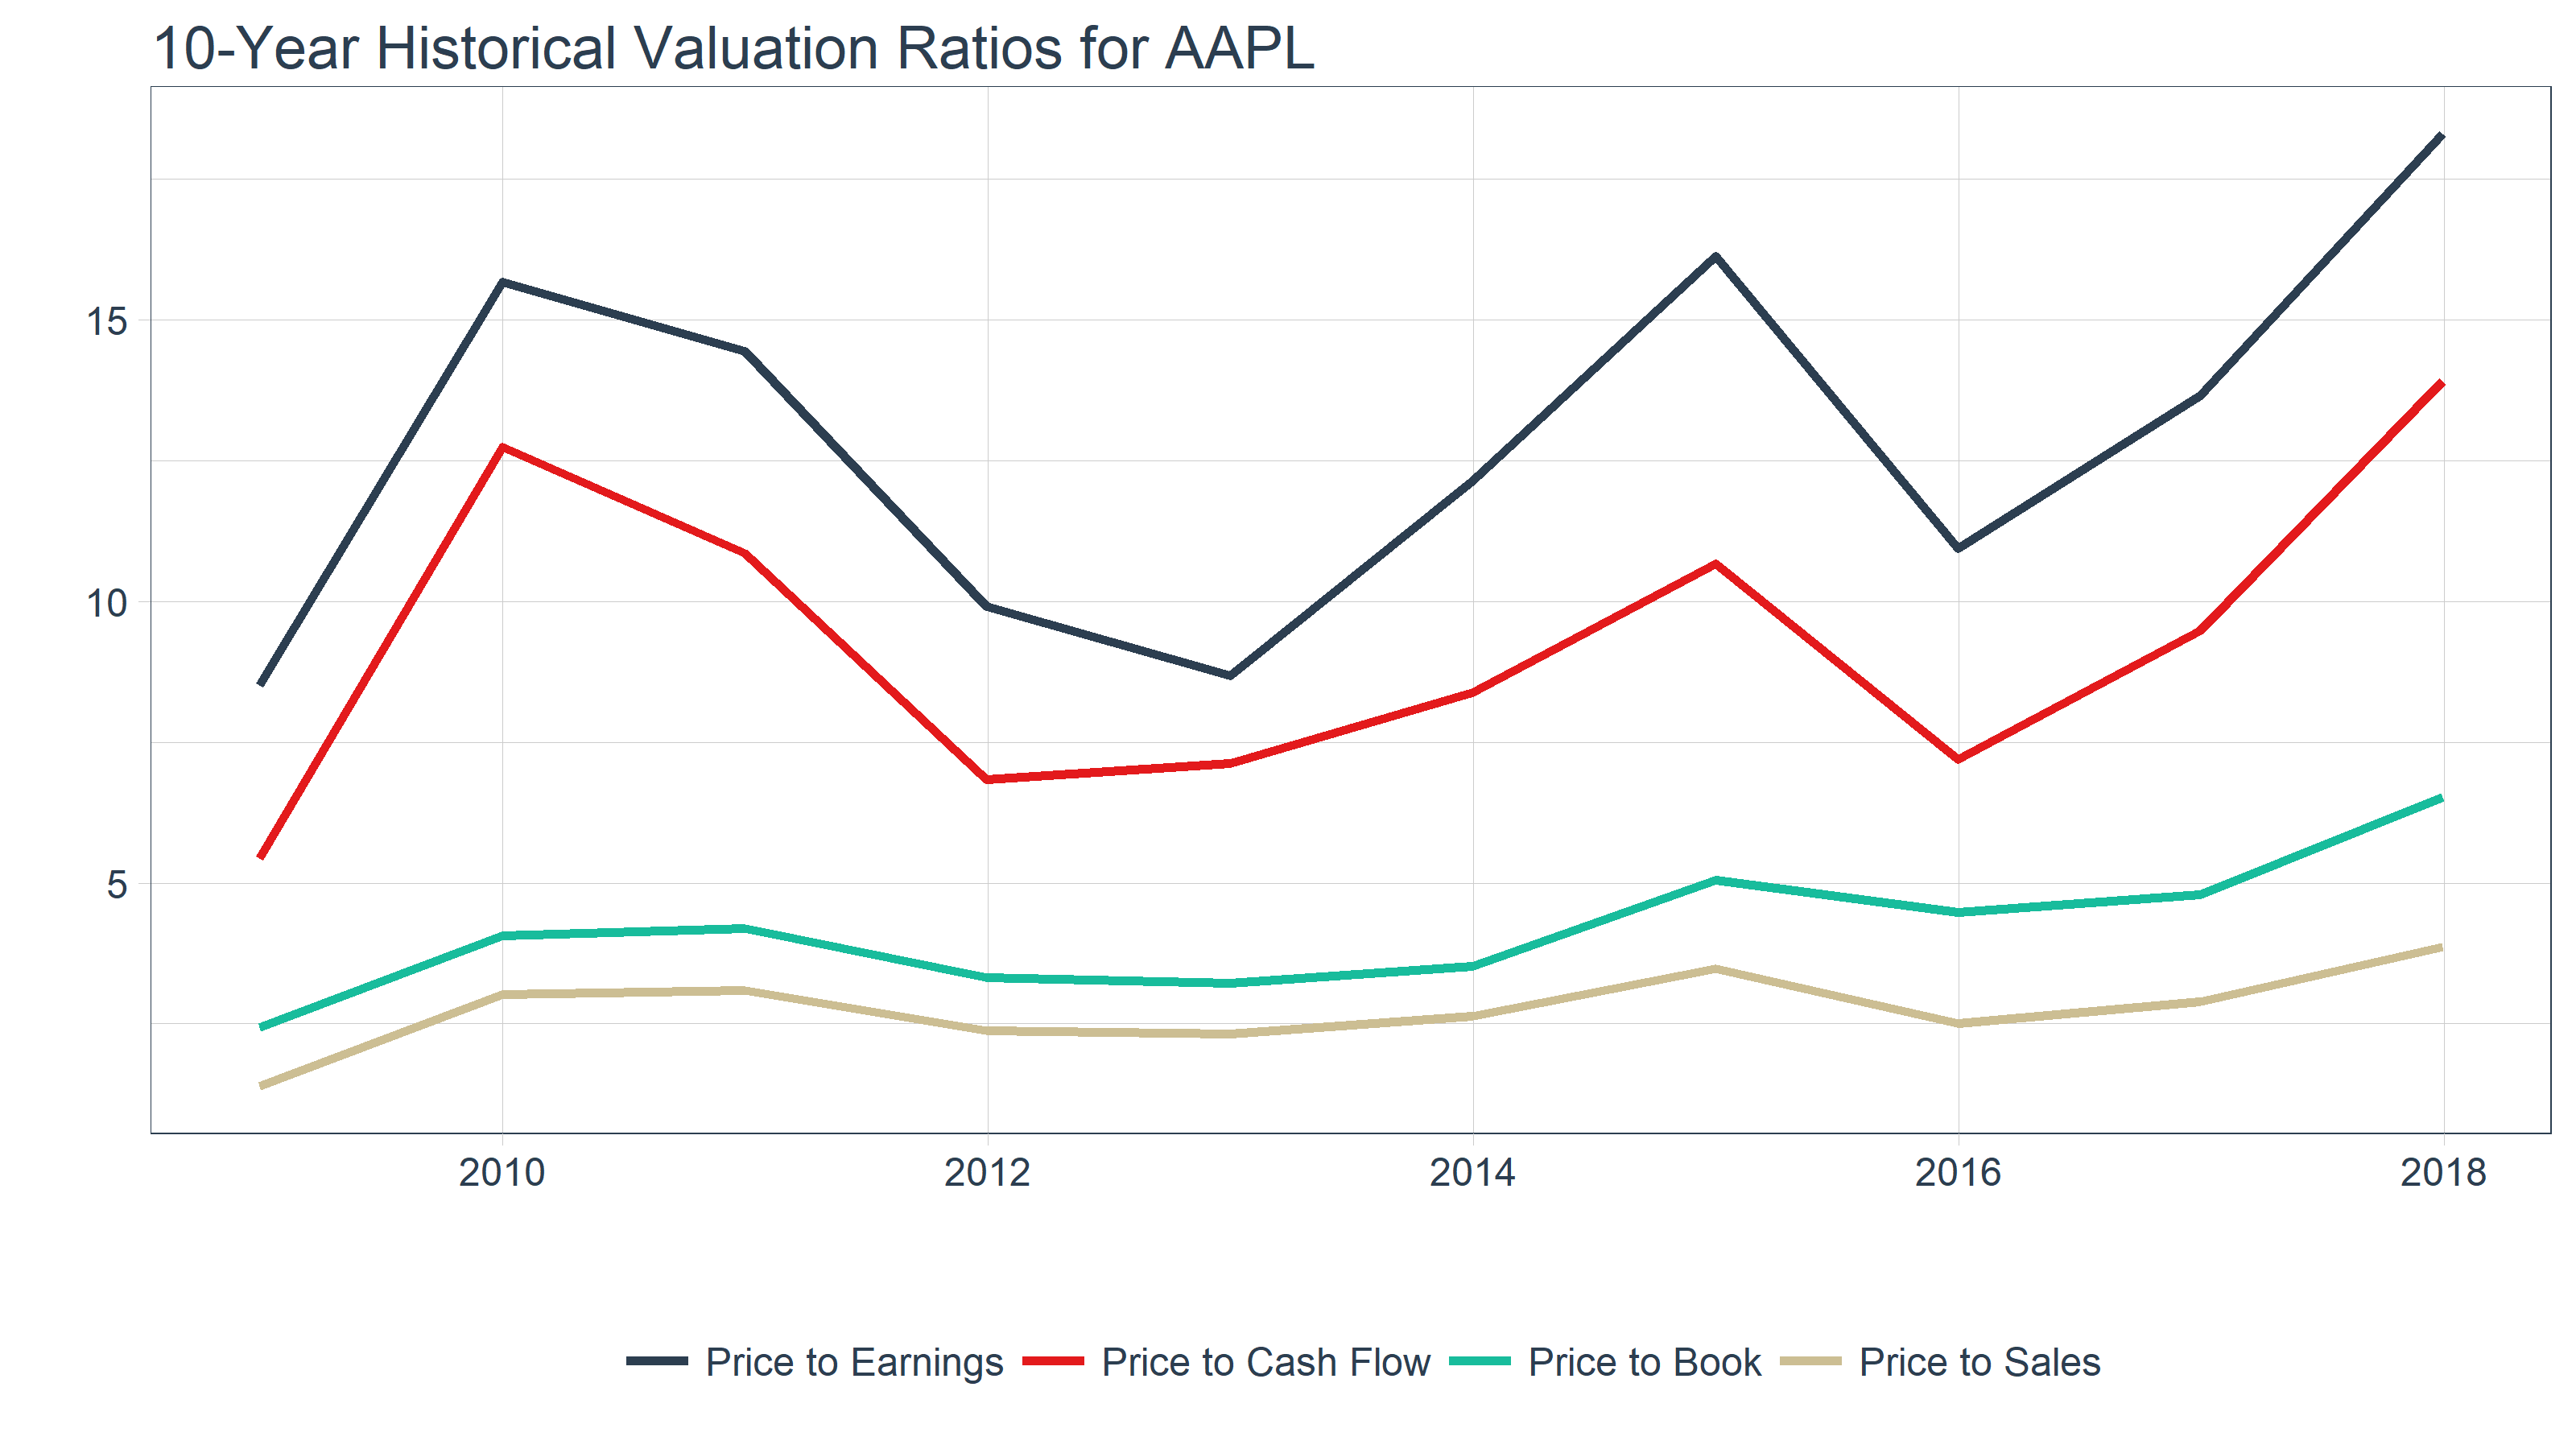 10-Year Historical Valuation Ratios for AAPL
15
10
5
2010 2012 2014 2016 2018
Price to Earnings Price to Cash Flow Price to Book Price to Sales